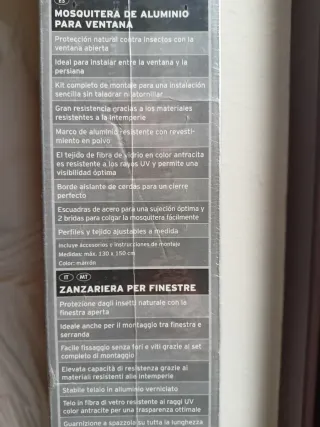 ES
MOSQUITERA DE ALUMINIO
PARA VENTANA
Protección natural contra insectos con la
ventana abierta
Ideal para instalar entre la ventana y la
persiana
Kit completo de montaje para una instalación
sencilla sin taladrar ni atornillar
Gran resistencia gracias a los materiales
resistentes a la intemperie
Marco de aluminio resistente con revesti-
miento en polvo
El tejido de fibra de vidrio en color antracita
es resistente a los rayos UV y permite una
visibilidad óptima
Borde aislante de cerdas para un cierre
perfecto
Escuadras de acero para una sujeción óptima y
2 bridas para colgar la mosquitera fácilmente
Perfiles y tejido ajustables a medida
Incluye accesorios e instrucciones de montaje
Medidas: máx. 130 x 150 cm
Color: marrón
IT MT
ZANZARIERA PER FINESTRE
Protezione dagli insetti naturale con la
finestra aperta
Ideale anche per il montaggio tra finestra e
serranda
Facile fissaggio senza fori e viti grazie al set
completo di montaggio
Elevata capacità di resistenza grazie ai
materiali resistenti alle intemperie
Stabile telaio in alluminio verniciato
Telo in fibra di vetro resistente ai raggi UV
color antracite per una trasparenza ottimale
Guarnizione a spazzola su tutta la lunghezza